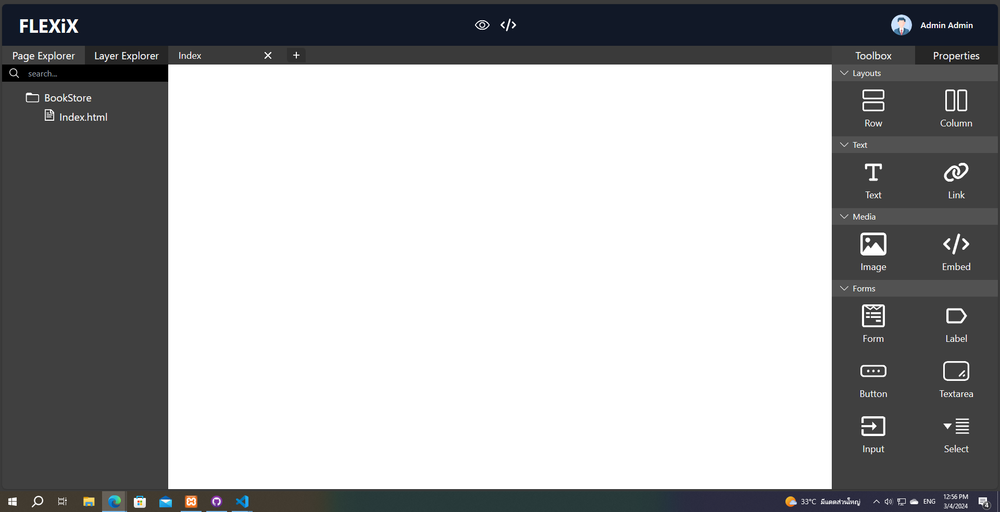 FLEXiX
Admin Admin
Page Explorer
Layer Explorer
Index
Toolbox
Properties
search...
BookStore
Index.html
Layouts
Row
Column
Text
Text
Link
Media
Image
Embed
Forms
Form
Label
Button
Textarea
Input
Select
33°C มีแดดส่วนใหญ่
ENG
12:56 PM
3/4/2024
4